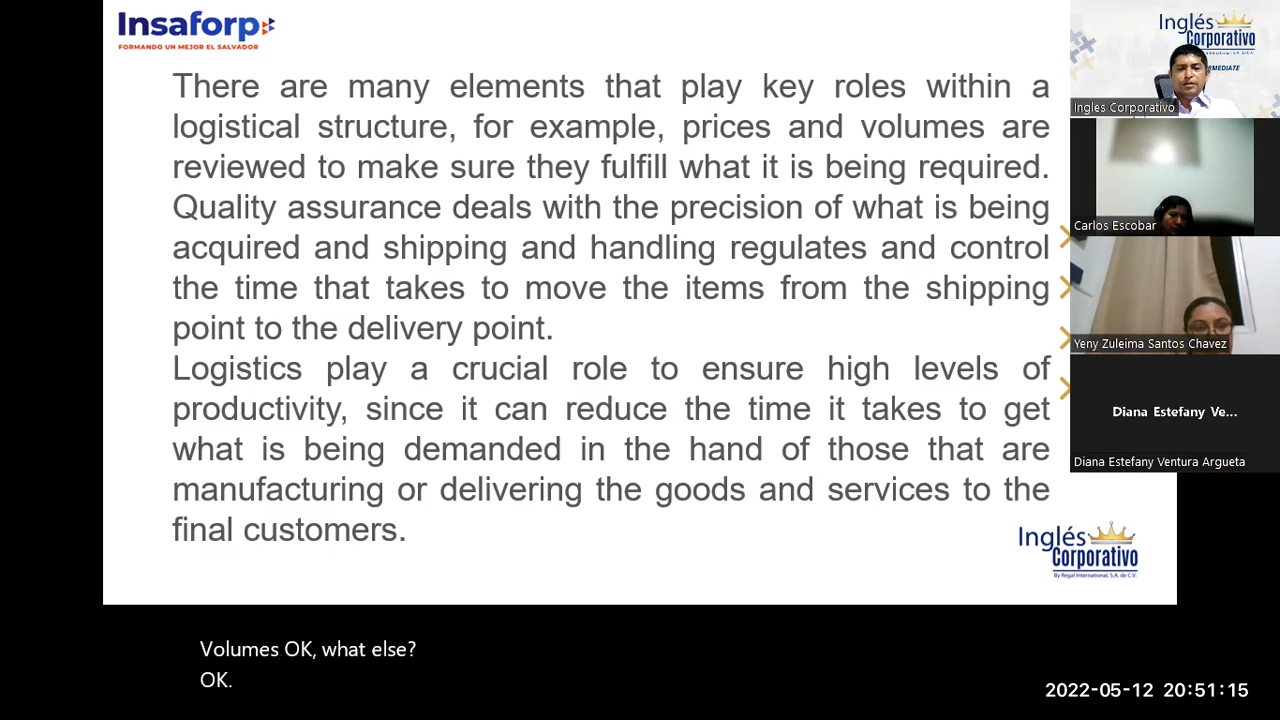 Insaforp
FORMANDO UN MEJOR EL SALVADOR
There are many elements that play key roles within a
logistical structure, for example, prices and volumes are
reviewed to make sure they fulfill what it is being required.
Quality assurance deals with the precision of what is being
acquired and shipping and handling regulates and control
the time that takes to move the items from the shipping
point to the delivery point.
Logistics play a crucial role to ensure high levels of
productivity, since it can reduce the time it takes to get
what is being demanded in the hand of those that are
manufacturing or delivering the goods and services to the
final customers.
Inglés
Corporativo
By Regal International, S.A. de C.V.
Inglés
Corporativo
Ingles Corporativo
Carlos Escobar
Yeny Zuleima Santos Chavez
Diana Estefany Ve...
Diana Estefany Ventura Argueta
Volumes OK, what else?
OK.
2022-05-12 20:51:15